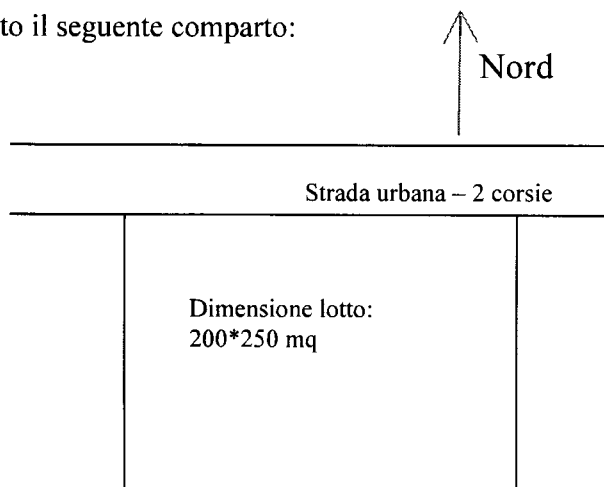 to il seguente comparto:
Nord
Strada urbana – 2 corsie
Dimensione lotto:
200*250 mq